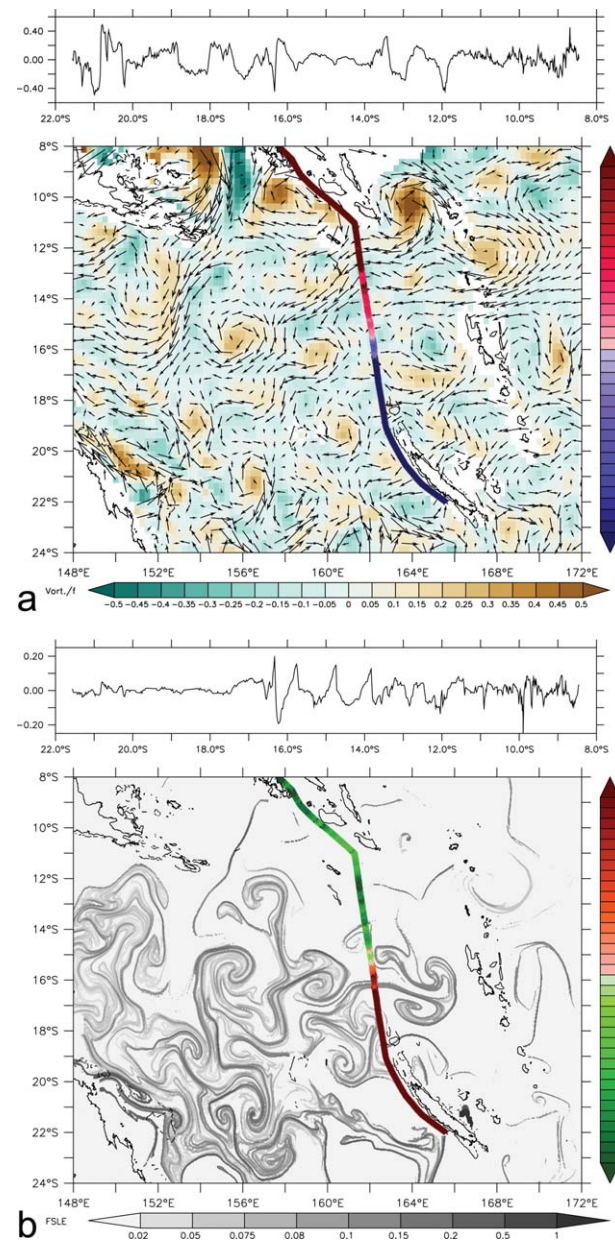 0.40
0.00
−0.40
22.0°S 20.0°S 18.0°S 16.0°S 14.0°S 12.0°S 10.0°S 8.0°S
8°S
10°S
12°S
14°S
16°S
18°S
20°S
22°S
24°S
148°E 152°E 156°E 160°E 164°E 168°E 172°E
a Vort./f −0.5 −0.45 −0.4 −0.35 −0.3 −0.25 −0.2 −0.15 −0.1 −0.05 0 0.05 0.1 0.15 0.2 0.25 0.3 0.35 0.4 0.45 0.5
0.20
0.00
−0.20
22.0°S 20.0°S 18.0°S 16.0°S 14.0°S 12.0°S 10.0°S 8.0°S
8°S
10°S
12°S
14°S
16°S
18°S
20°S
22°S
24°S
148°E 152°E 156°E 160°E 164°E 168°E 172°E
b FSLE 0.02 0.05 0.075 0.08 0.1 0.15 0.2 0.5 1